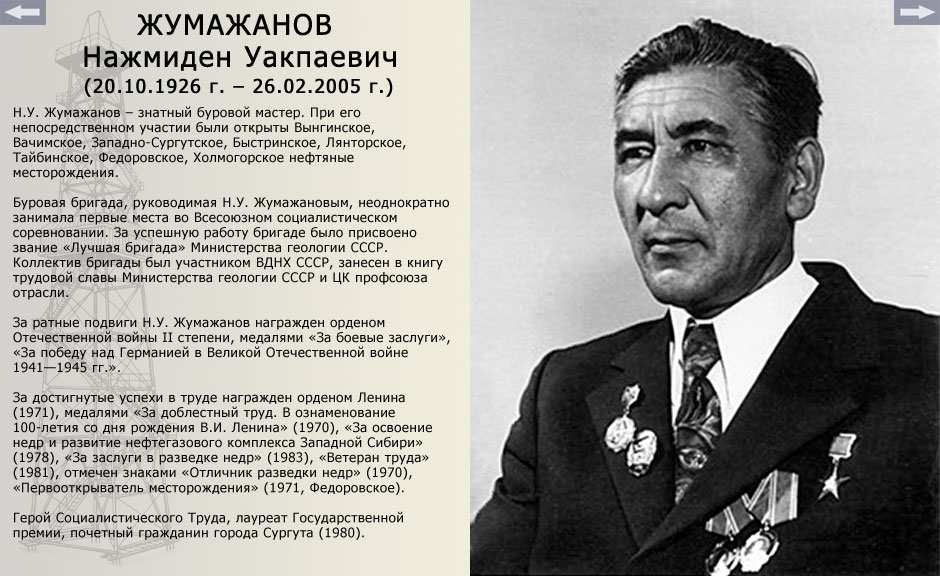 ЖУМАЖАНОВ
Нажмиден Уакпаевич
(20.10.1926 г. – 26.02.2005 г.)
Н.У. Жумажанов – знатный буровой мастер. При его
непосредственном участии были открыты Вынгинское,
Вачимское, Западно-Сургутское, Быстринское, Лянторское,
Тайбинское, Федоровское, Холмогорское нефтяные
месторождения.
Буровая бригада, руководимая Н.У. Жумажановым, неоднократно
занимала первые места во Всесоюзном социалистическом
соревновании. За успешную работу бригаде было присвоено
звание «Лучшая бригада» Министерства геологии СССР.
Коллектив бригады был участником ВДНХ СССР, занесен в книгу
трудовой славы Министерства геологии СССР и ЦК профсоюза
отрасли.
За ратные подвиги Н.У. Жумажанов награжден орденом
Отечественной войны II степени, медалями «За боевые заслуги»,
«За победу над Германией в Великой Отечественной войне
1941—1945 гг.».
За достигнутые успехи в труде награжден орденом Ленина
(1971), медалями «За доблестный труд. В ознаменование
100-летия со дня рождения В.И. Ленина» (1970), «За освоение
недр и развитие нефтегазового комплекса Западной Сибири»
(1978), «За заслуги в разведке недр» (1983), «Ветеран труда»
(1981), отмечен знаками «Отличник разведки недр» (1970),
«Первооткрыватель месторождения» (1971, Федоровское).
Герой Социалистического Труда, лауреат Государственной
премии, почетный гражданин города Сургута (1980).